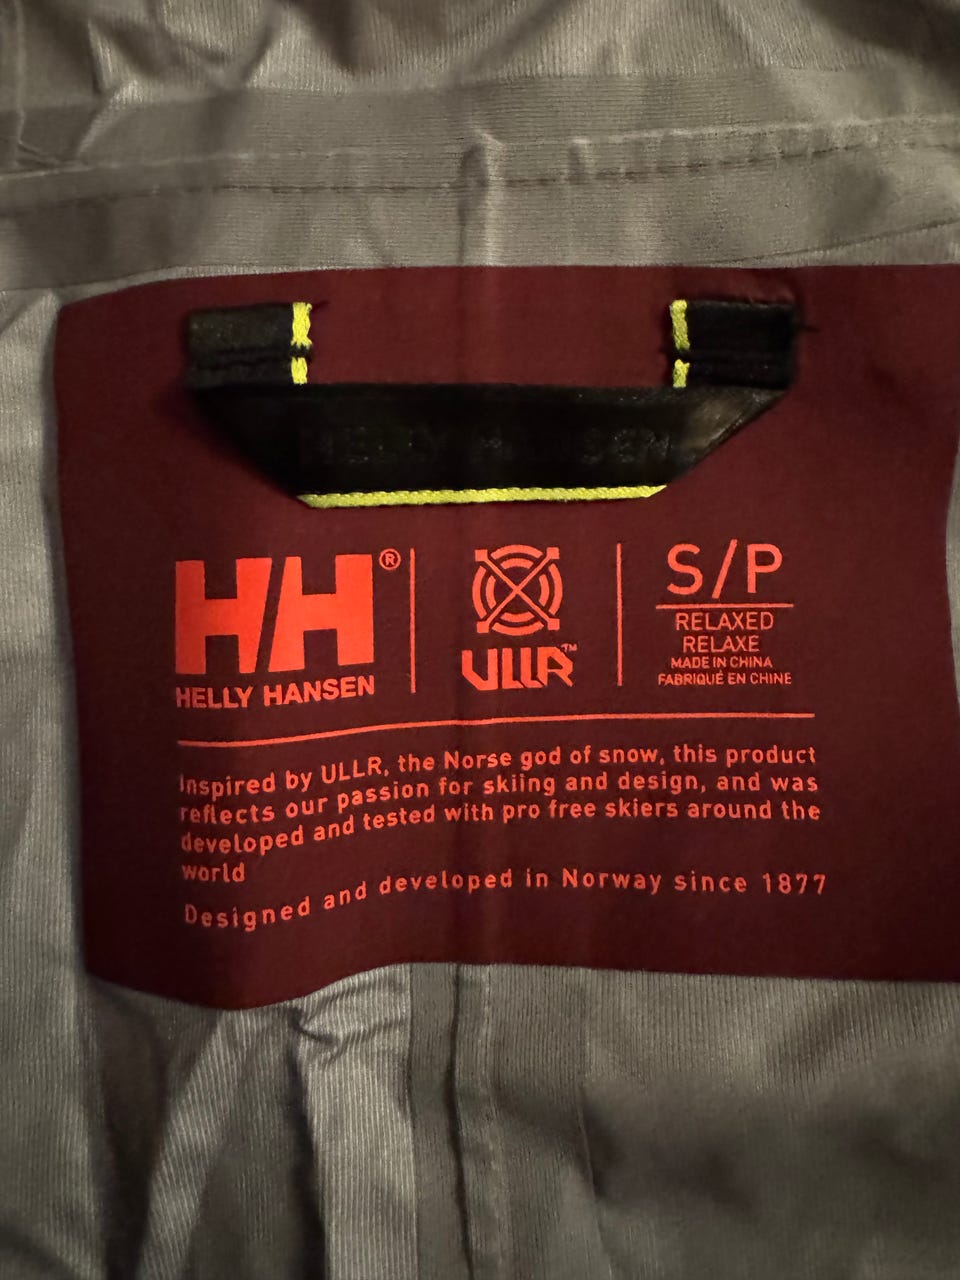 HELLY HANSEN
HH®
HELLY HANSEN
ULLR™
S/P
RELAXED
RELAXE
MADE IN CHINA
FABRIQUÉ EN CHINE
Inspired by ULLR, the Norse god of snow, this product
reflects our passion for skiing and design, and was
developed and tested with pro free skiers around the
world
Designed and developed in Norway since 1877